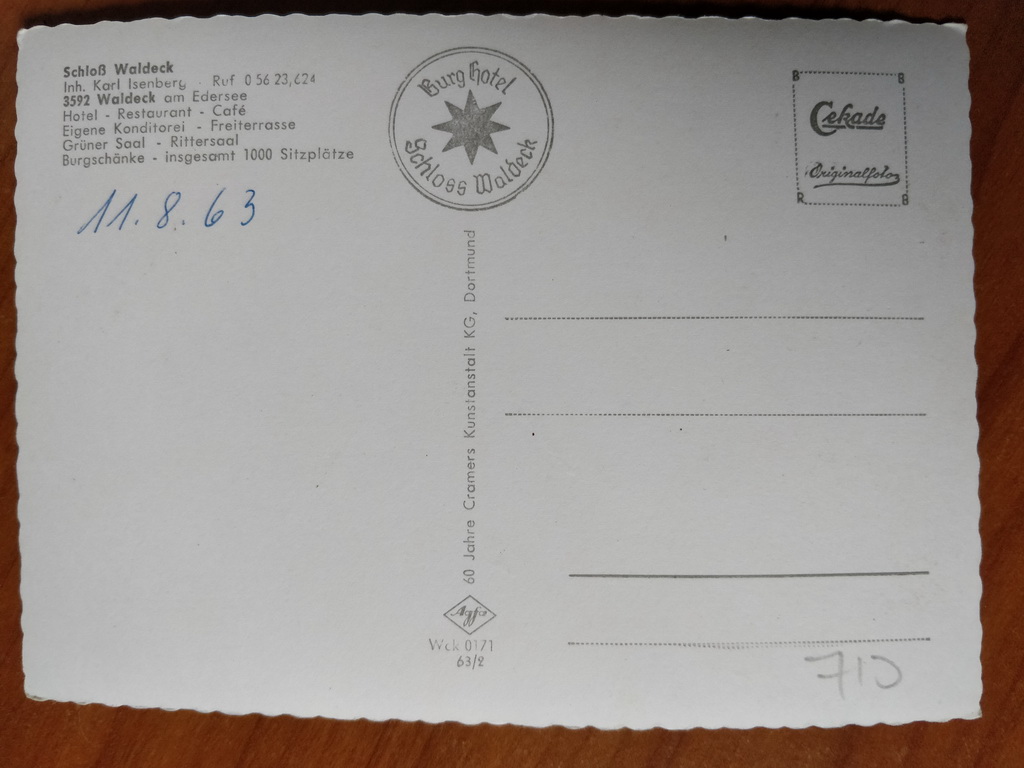 Schloß Waldeck
Inh. Karl Isenberg · Ruf 0 56 23,624
3592 Waldeck am Edersee
Hotel - Restaurant - Café
Eigene Konditorei - Freiterrasse
Grüner Saal - Rittersaal
Burgschänke - insgesamt 1000 Sitzplätze
11.8.63
Burg Hotel
Schloss Waldeck
B B
Cekade
Originalfoto
R B
60 Jahre Cramers Kunstanstalt KG, Dortmund
Agfa
Wck 0171
63/2
710